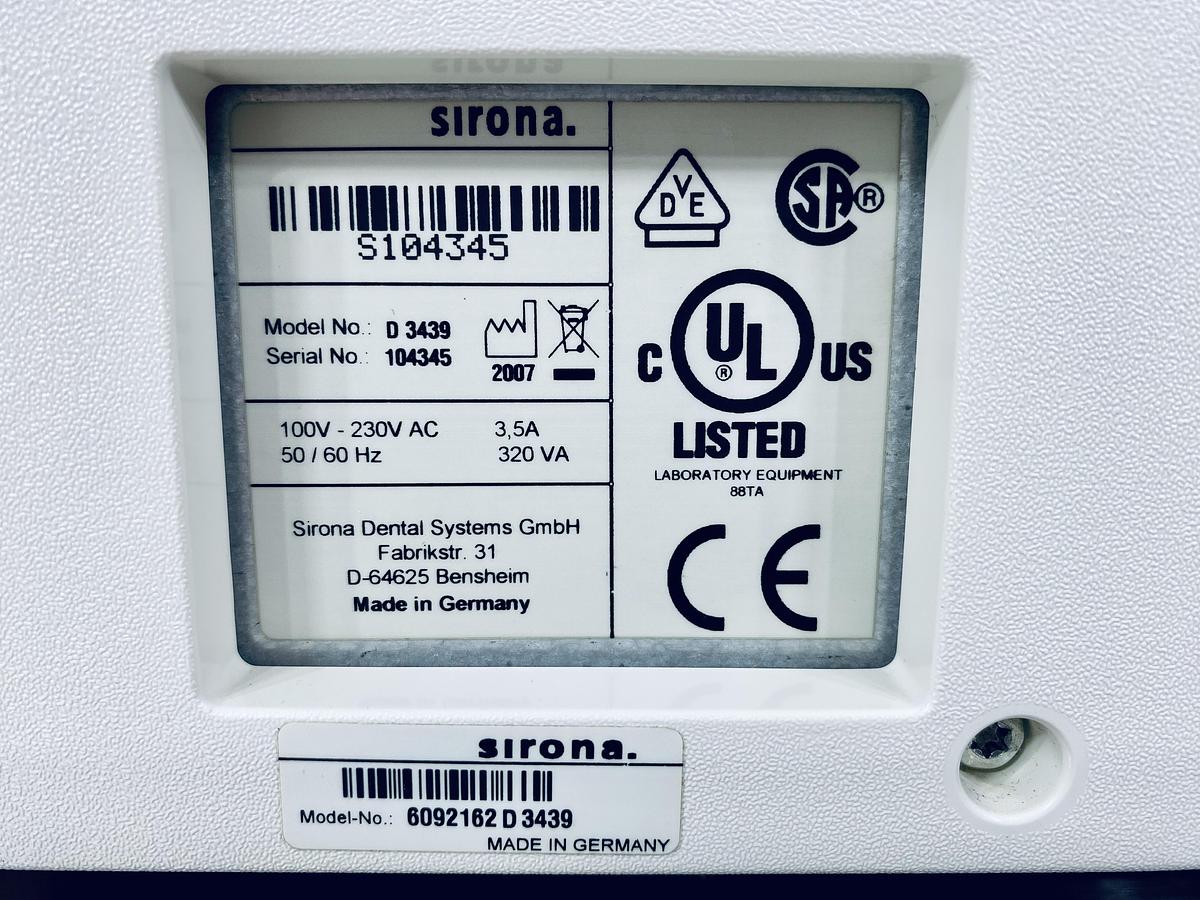 sirona.
S104345
Model No.: D 3439
Serial No.: 104345
2007
100V - 230V AC 3,5A
50 / 60 Hz 320 VA
Sirona Dental Systems GmbH
Fabrikstr. 31
D-64625 Bensheim
Made in Germany
VDE
SA®
C UL® US
LISTED
LABORATORY EQUIPMENT
88TA
CE
sirona.
Model-No.: 6092162 D 3439
MADE IN GERMANY